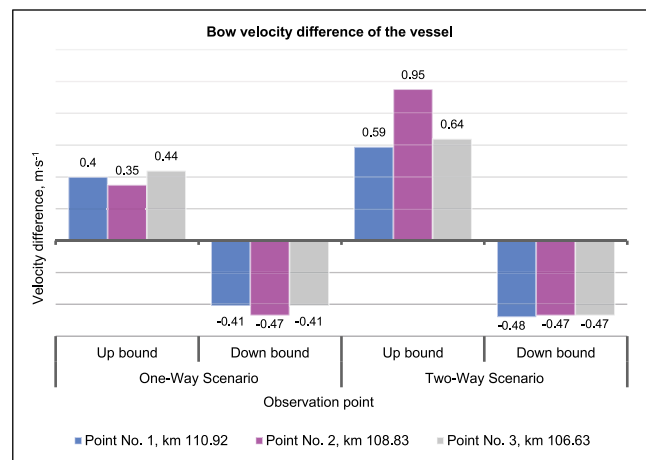 Bow velocity difference of the vessel
Velocity difference, m·s⁻¹
0.4
0.35
0.44
-0.41
-0.47
-0.41
0.59
0.95
0.64
-0.48
-0.47
-0.47
Up bound
Down bound
Up bound
Down bound
One-Way Scenario
Two-Way Scenario
Observation point
Point No. 1, km 110.92
Point No. 2, km 108.83
Point No. 3, km 106.63